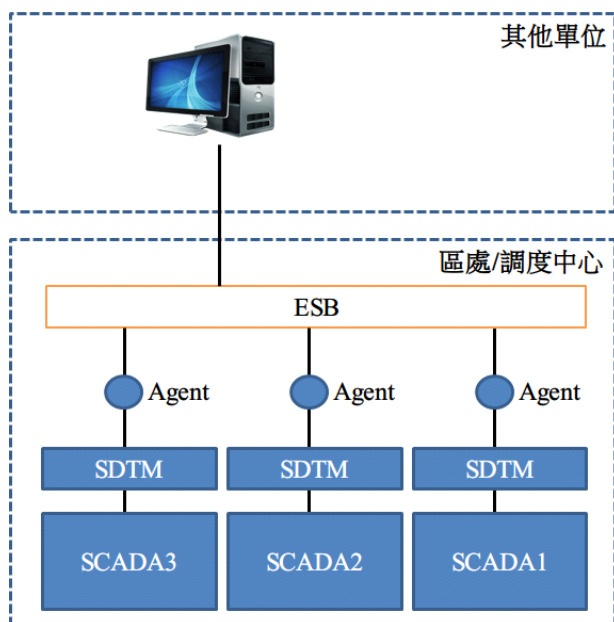 其他單位
區處/調度中心
ESB
Agent
Agent
Agent
SDTM
SDTM
SDTM
SCADA3
SCADA2
SCADA1